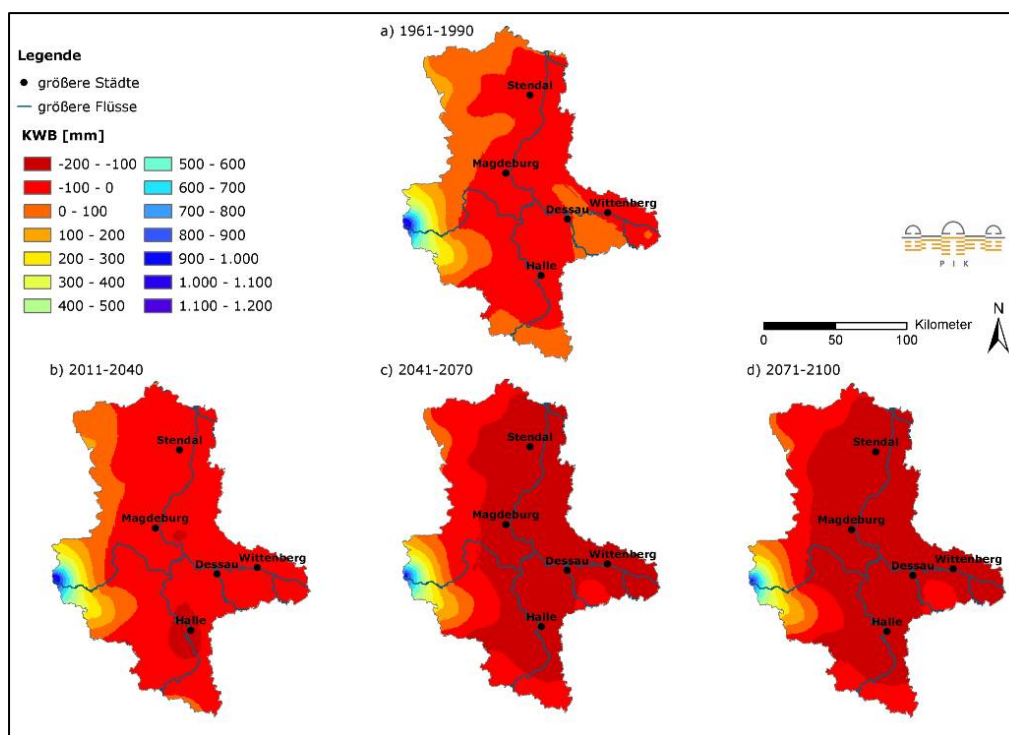 a) 1961-1990
Legende
größere Städte
größere Flüsse
KWB [mm]
-200 - -100
-100 - 0
0 - 100
100 - 200
200 - 300
300 - 400
400 - 500
500 - 600
600 - 700
700 - 800
800 - 900
900 - 1.000
1.000 - 1.100
1.100 - 1.200
Stendal
Magdeburg
Dessau
Wittenberg
Halle
P I K
N
Kilometer
0 50 100
b) 2011-2040
Stendal
Magdeburg
Dessau
Wittenberg
Halle
c) 2041-2070
Stendal
Magdeburg
Dessau
Wittenberg
Halle
d) 2071-2100
Stendal
Magdeburg
Dessau
Wittenberg
Halle